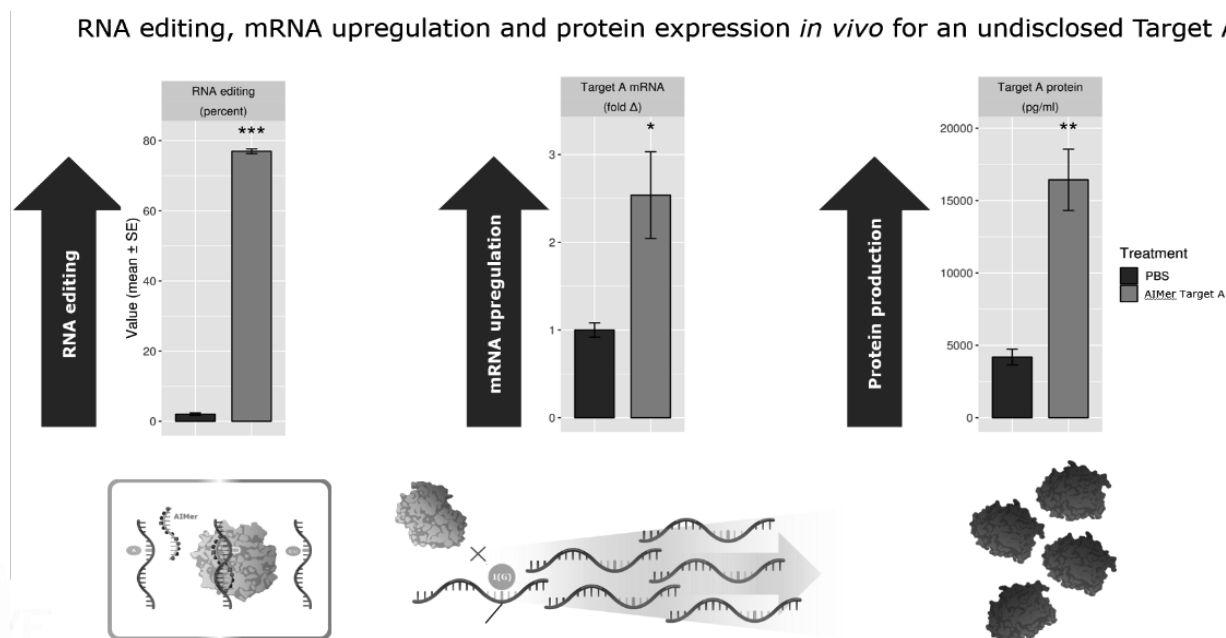 RNA editing, mRNA upregulation and protein expression in vivo for an undisclosed Target A
RNA editing
(percent)
***
80
60
40
20
0
Value (mean ± SE)
RNA editing
Target A mRNA
(fold Δ)
*
3
2
1
0
mRNA upregulation
Target A protein
(pg/ml)
**
20000
15000
10000
5000
0
Protein production
Treatment
PBS
AIMer Target A
AIMer
I(G)